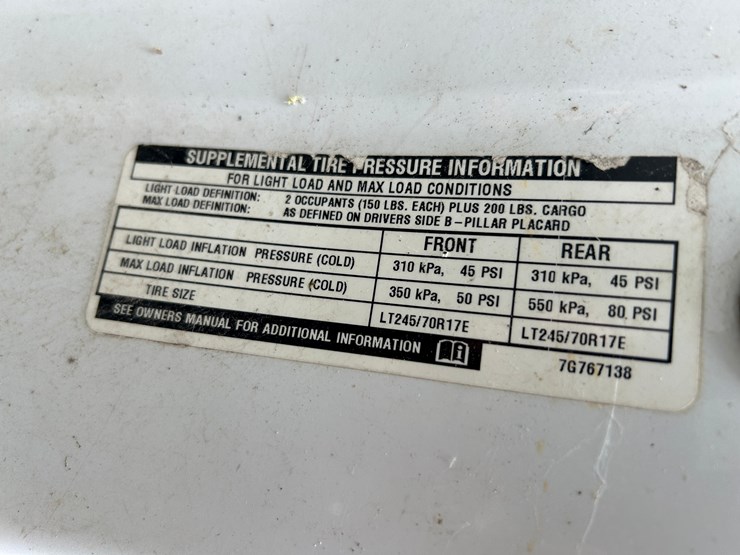 SUPPLEMENTAL TIRE PRESSURE INFORMATION
FOR LIGHT LOAD AND MAX LOAD CONDITIONS
LIGHT LOAD DEFINITION: 2 OCCUPANTS (150 LBS. EACH) PLUS 200 LBS. CARGO
MAX LOAD DEFINITION: AS DEFINED ON DRIVERS SIDE B-PILLAR PLACARD
FRONT REAR
LIGHT LOAD INFLATION PRESSURE (COLD) 310 kPa, 45 PSI 310 kPa, 45 PSI
MAX LOAD INFLATION PRESSURE (COLD) 350 kPa, 50 PSI 550 kPa, 80 PSI
TIRE SIZE LT245/70R17E LT245/70R17E
SEE OWNERS MANUAL FOR ADDITIONAL INFORMATION
7G767138